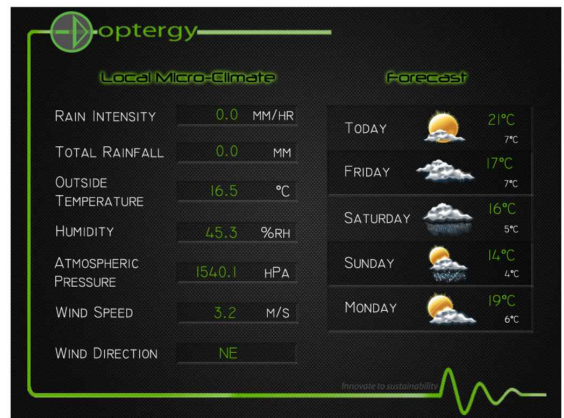 optergy
Local Micro-Climate
RAIN INTENSITY 0.0 MM/HR
TOTAL RAINFALL 0.0 MM
OUTSIDE
TEMPERATURE 16.5 °C
HUMIDITY 45.3 %RH
ATMOSPHERIC
PRESSURE 1540.1 HPA
WIND SPEED 3.2 M/S
WIND DIRECTION NE
Forecast
TODAY 21°C
7°C
FRIDAY 17°C
7°C
SATURDAY 16°C
5°C
SUNDAY 14°C
4°C
MONDAY 19°C
6°C
Innovate to sustainability